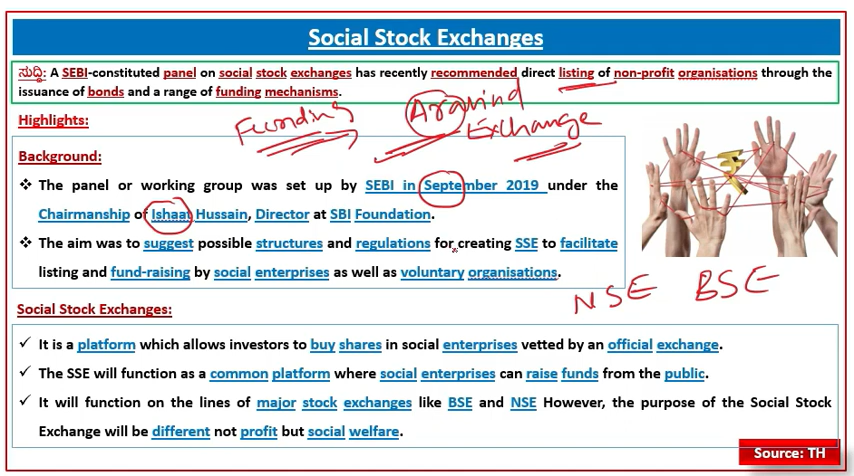 Social Stock Exchanges
ಸುದ್ದಿ: A SEBI-constituted panel on social stock exchanges has recently recommended direct listing of non-profit organisations through the
issuance of bonds and a range of funding mechanisms.
Highlights:
Funding Aravind
Exchange
Background:
❖ The panel or working group was set up by SEBI in September 2019 under the
Chairmanship of Ishaat Hussain, Director at SBI Foundation.
❖ The aim was to suggest possible structures and regulations for creating SSE to facilitate
listing and fund-raising by social enterprises as well as voluntary organisations.
NSE BSE
Social Stock Exchanges:
✓ It is a platform which allows investors to buy shares in social enterprises vetted by an official exchange.
✓ The SSE will function as a common platform where social enterprises can raise funds from the public.
✓ It will function on the lines of major stock exchanges like BSE and NSE However, the purpose of the Social Stock
Exchange will be different not profit but social welfare.
Source: TH